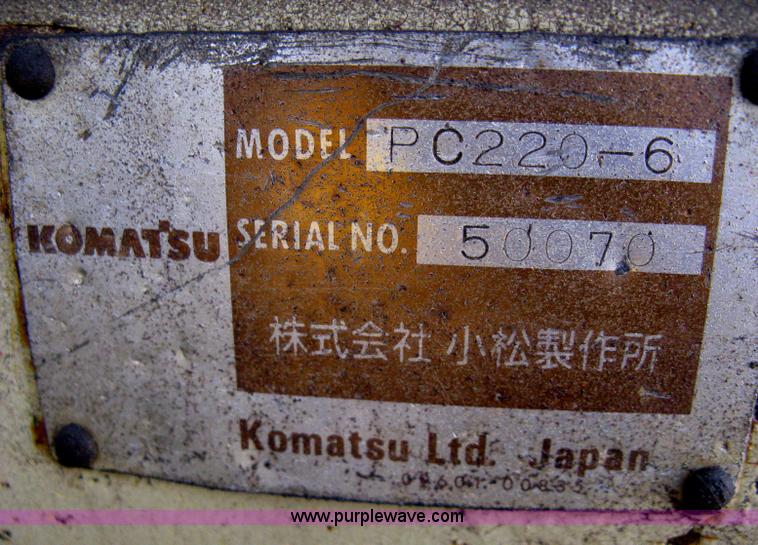 MODEL PC220-6
KOMATSU
SERIAL NO. 50070
株式会社 小松製作所
Komatsu Ltd. Japan
www.purplewave.com